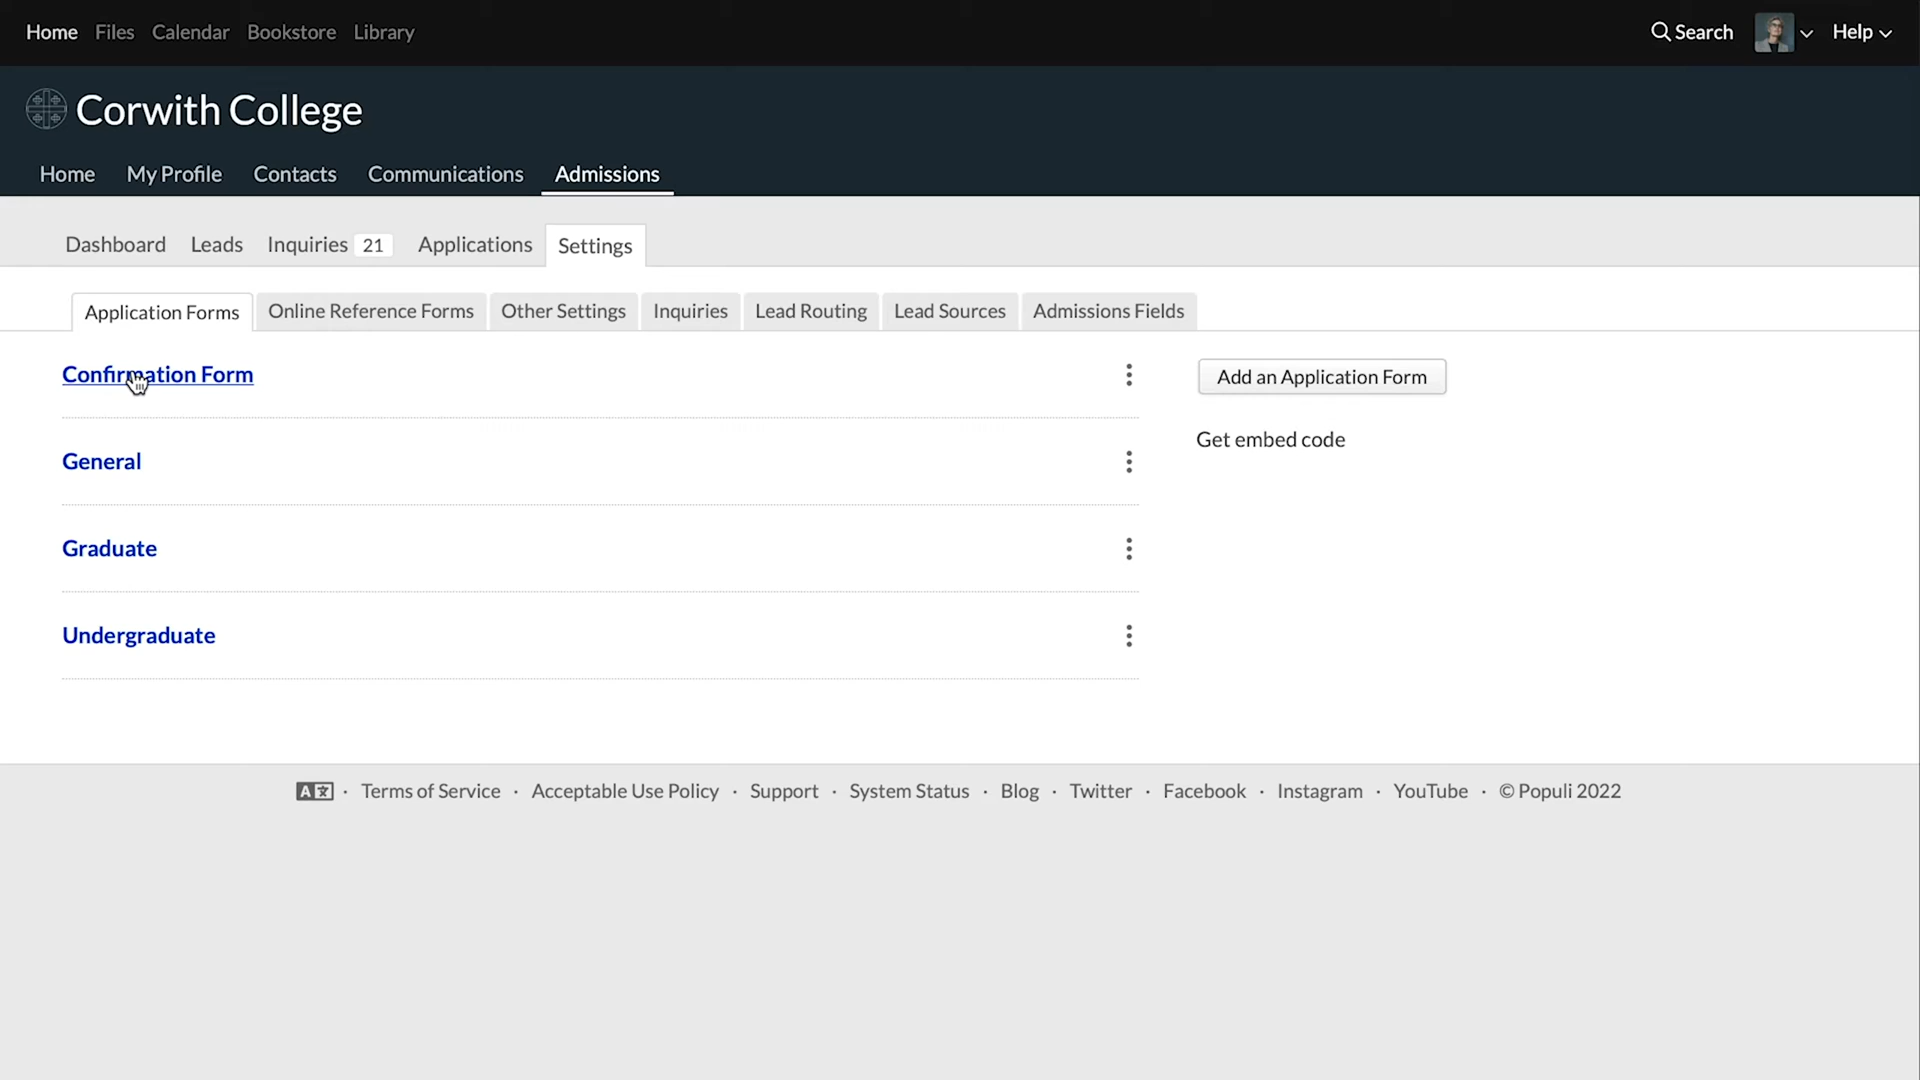 Home Files Calendar Bookstore Library Search Help
Corwith College
Home My Profile Contacts Communications Admissions
Dashboard Leads Inquiries 21 Applications Settings
Application Forms Online Reference Forms Other Settings Inquiries Lead Routing Lead Sources Admissions Fields
Confirmation Form
Add an Application Form
Get embed code
General
Graduate
Undergraduate
A文 · Terms of Service · Acceptable Use Policy · Support · System Status · Blog · Twitter · Facebook · Instagram · YouTube · © Populi 2022